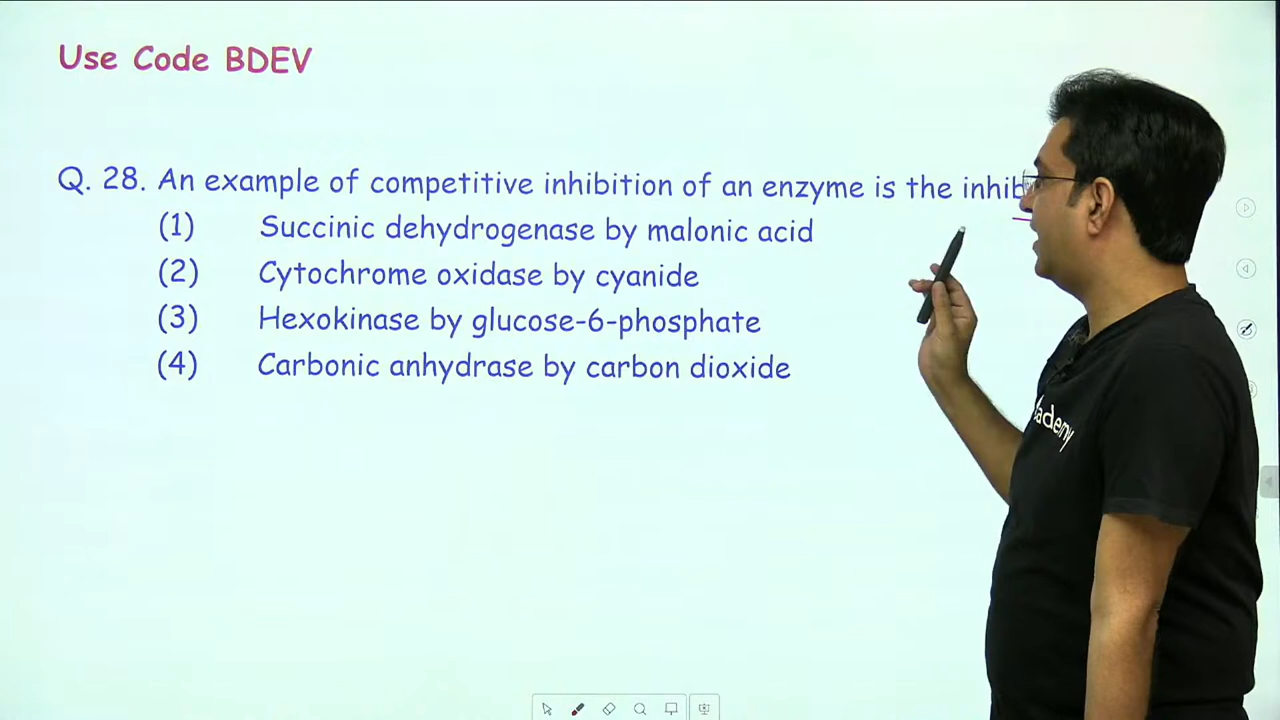 Use Code BDEV
Q. 28. An example of competitive inhibition of an enzyme is the
(1) Succinic dehydrogenase by malonic acid
(2) Cytochrome oxidase by cyanide
(3) Hexokinase by glucose-6-phosphate
(4) Carbonic anhydrase by carbon dioxide